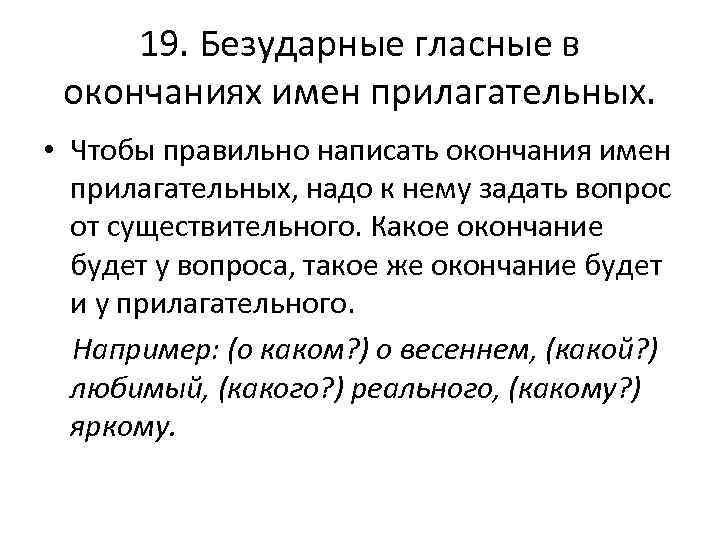 19. Безударные гласные в
окончаниях имен прилагательных.
• Чтобы правильно написать окончания имен
прилагательных, надо к нему задать вопрос
от существительного. Какое окончание
будет у вопроса, такое же окончание будет
и у прилагательного.
Например: (о каком? ) о весеннем, (какой? )
любимый, (какого? ) реального, (какому? )
яркому.